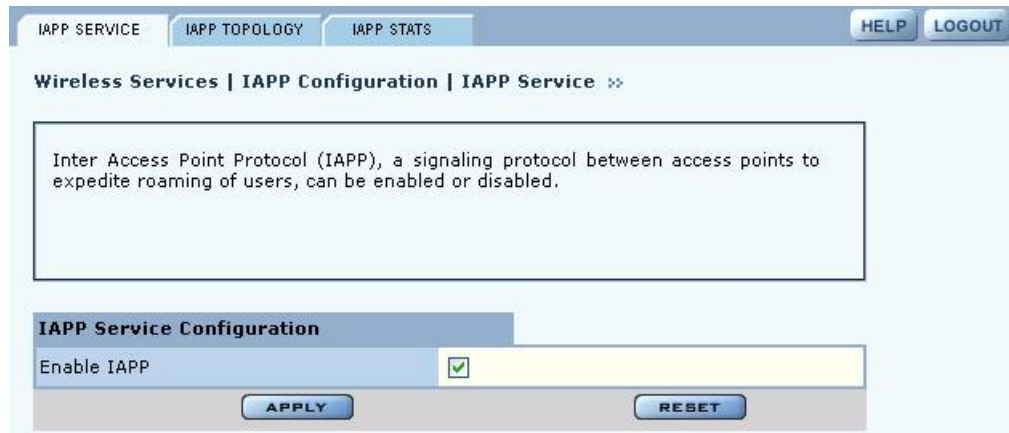 IAPP SERVICE IAPP TOPOLOGY IAPP STATS HELP LOGOUT
Wireless Services | IAPP Configuration | IAPP Service >>
Inter Access Point Protocol (IAPP), a signaling protocol between access points to
expedite roaming of users, can be enabled or disabled.
IAPP Service Configuration
Enable IAPP
APPLY RESET